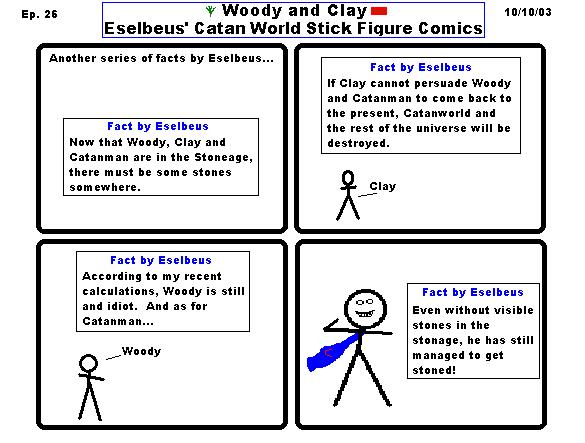 Ep. 26
Woody and Clay
10/10/03
Eselbeus' Catan World Stick Figure Comics
Another series of facts by Eselbeus...
Fact by Eselbeus
Now that Woody, Clay and
Catanman are in the Stoneage,
there must be some stones
somewhere.
Fact by Eselbeus
If Clay cannot persuade Woody
and Catanman to come back to
the present, Catanworld and
the rest of the universe will be
destroyed.
Clay
Fact by Eselbeus
According to my recent
calculations, Woody is still
and idiot.  And as for
Catanman...
Woody
Fact by Eselbeus
Even without visible
stones in the
stonage, he has still
managed to get
stoned!